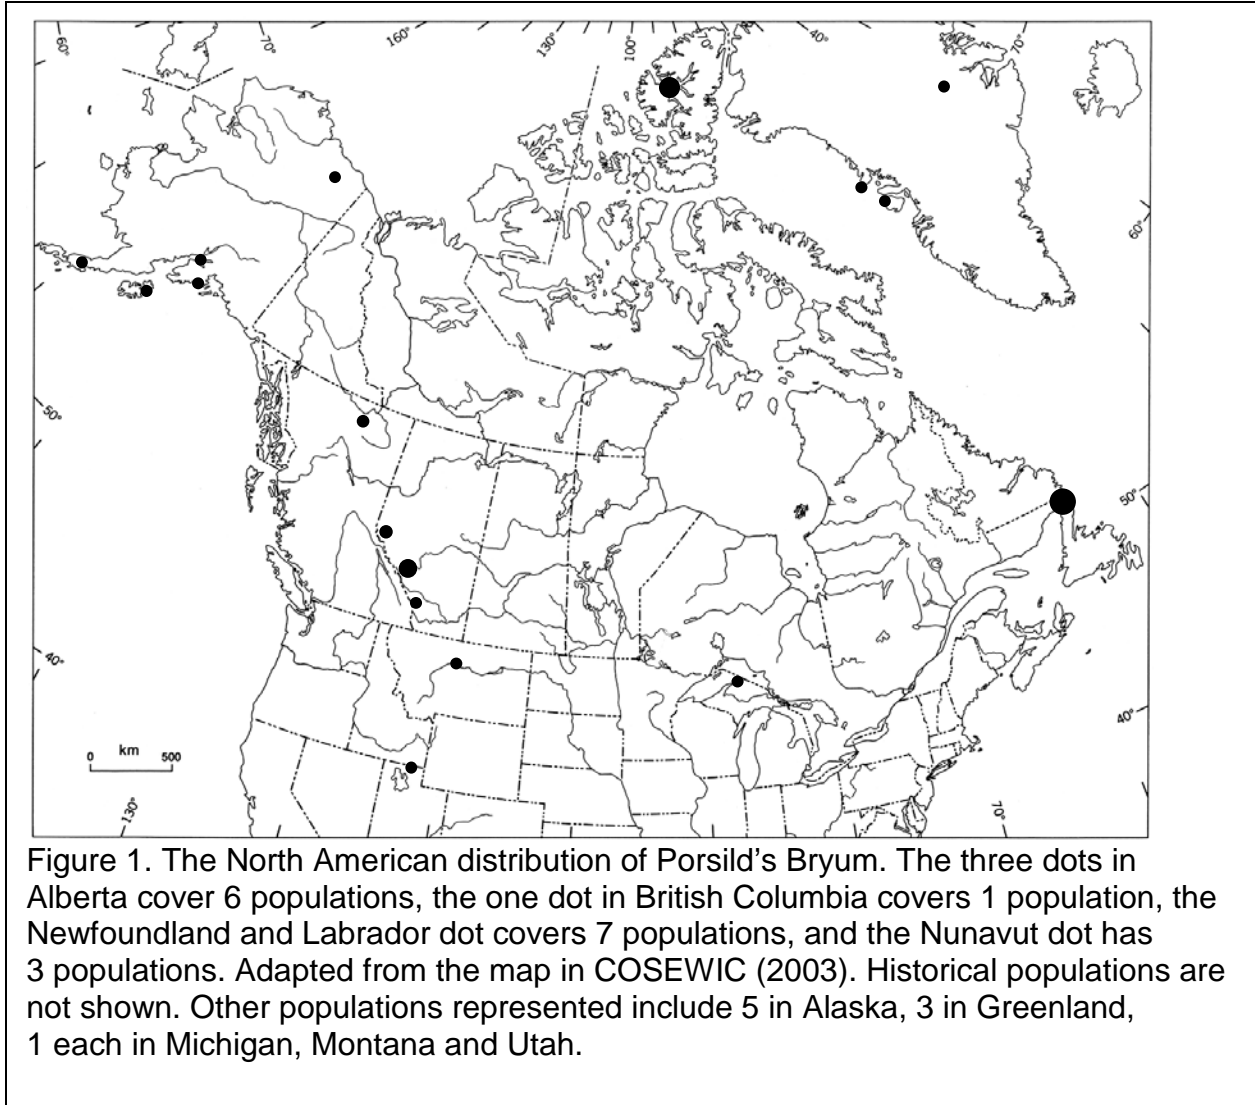 60°
70°
160°
130°
100°
70°
40°
70°
60°
50°
50°
40°
40°
km
0 500
130°
70°
Figure 1. The North American distribution of Porsild’s Bryum. The three dots in
Alberta cover 6 populations, the one dot in British Columbia covers 1 population, the
Newfoundland and Labrador dot covers 7 populations, and the Nunavut dot has
3 populations. Adapted from the map in COSEWIC (2003). Historical populations are
not shown. Other populations represented include 5 in Alaska, 3 in Greenland,
1 each in Michigan, Montana and Utah.